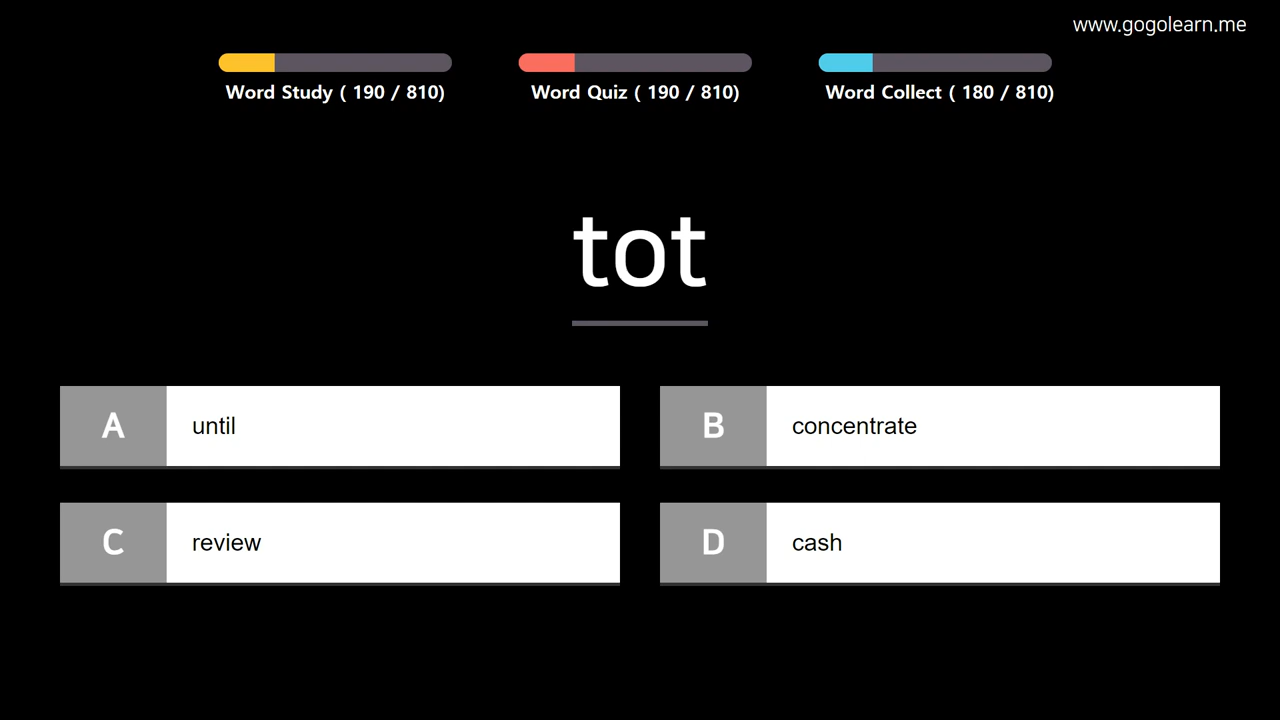 www.gogolearn.me
Word Study ( 190 / 810)
Word Quiz ( 190 / 810)
Word Collect ( 180 / 810)
tot
A until
B concentrate
C review
D cash